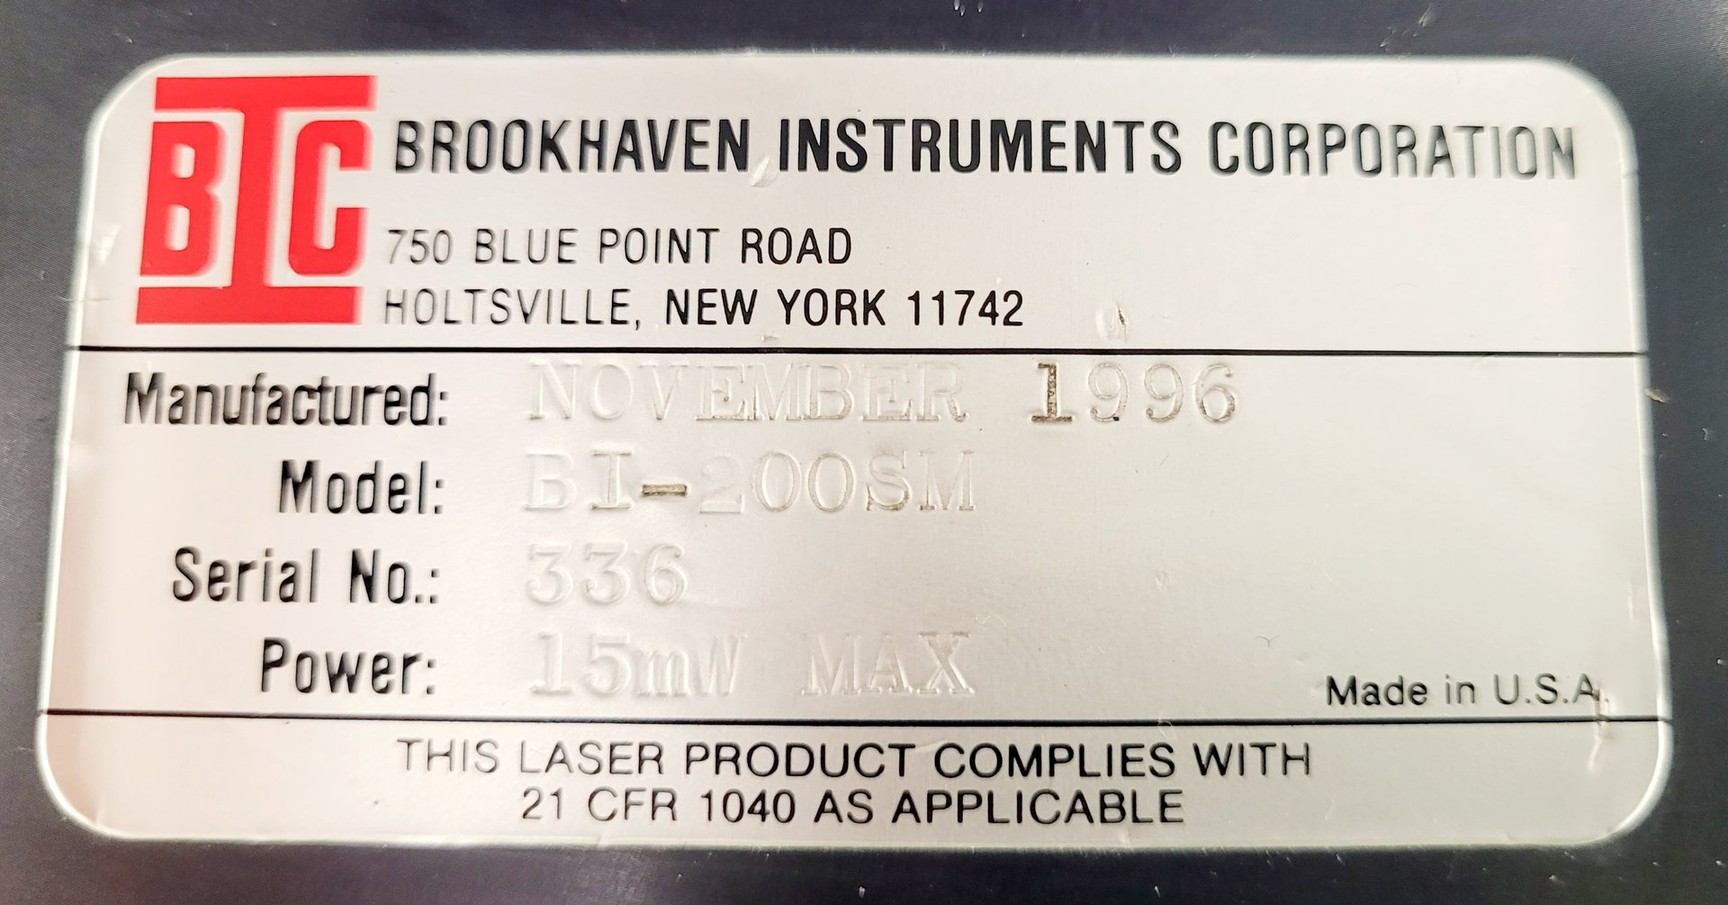 BIC
BROOKHAVEN INSTRUMENTS CORPORATION
750 BLUE POINT ROAD
HOLTSVILLE, NEW YORK 11742
Manufactured: NOVEMBER 1996
Model: BI-200SM
Serial No.: 336
Power: 15mW MAX
Made in U.S.A.
THIS LASER PRODUCT COMPLIES WITH
21 CFR 1040 AS APPLICABLE